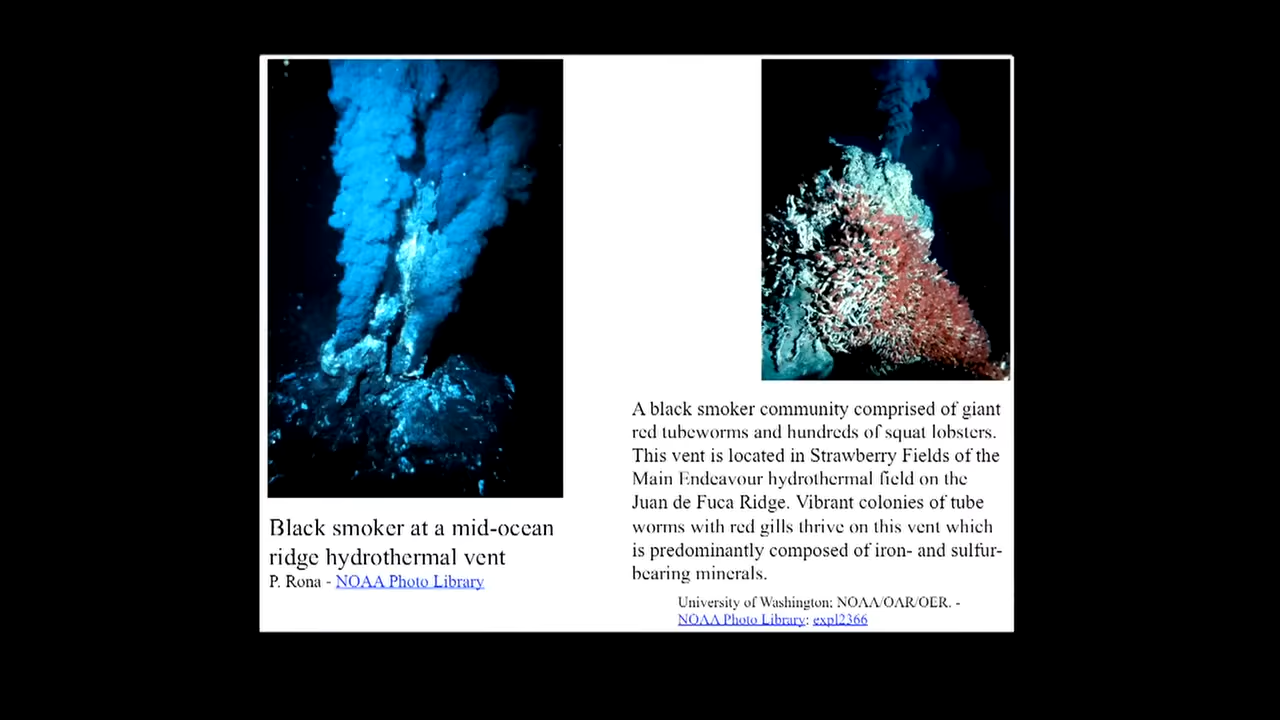 Black smoker at a mid-ocean
ridge hydrothermal vent
P. Rona - NOAA Photo Library
A black smoker community comprised of giant
red tubeworms and hundreds of squat lobsters.
This vent is located in Strawberry Fields of the
Main Endeavour hydrothermal field on the
Juan de Fuca Ridge. Vibrant colonies of tube
worms with red gills thrive on this vent which
is predominantly composed of iron- and sulfur-
bearing minerals.
University of Washington; NOAA/OAR/OER. -
NOAA Photo Library: expl2366